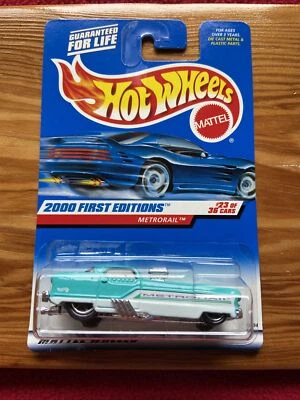 GUARANTEED
FOR LIFE
FOR AGES
OVER 3 YEARS.
DIE CAST METAL &
PLASTIC PARTS.
HOT WHEELS
MATTEL
2000 FIRST EDITIONS™
METRORAIL™
#23 OF
36 CARS
METRORAIL